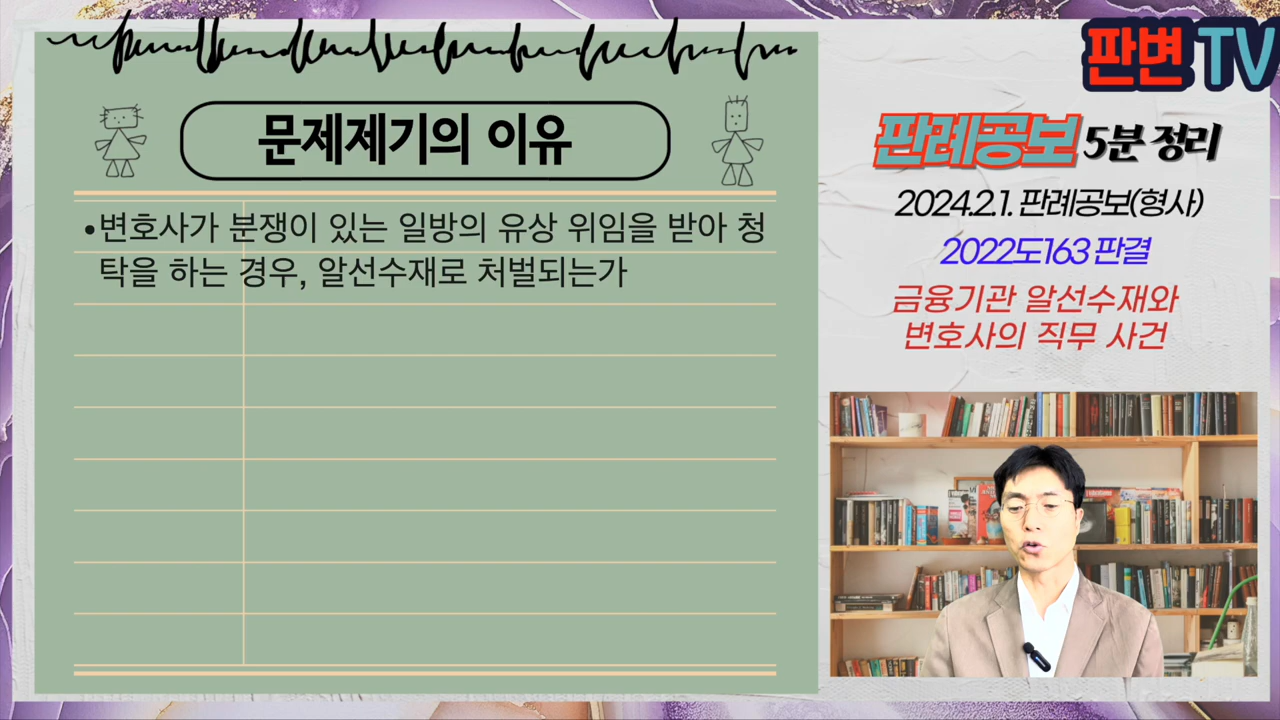 문제제기의 이유
•변호사가 분쟁이 있는 일방의 유상 위임을 받아 청
탁을 하는 경우, 알선수재로 처벌되는가
판변 TV
판례공보 5분 정리
2024.2.1. 판례공보(형사)
2022도163 판결
금융기관 알선수재와
변호사의 직무 사건